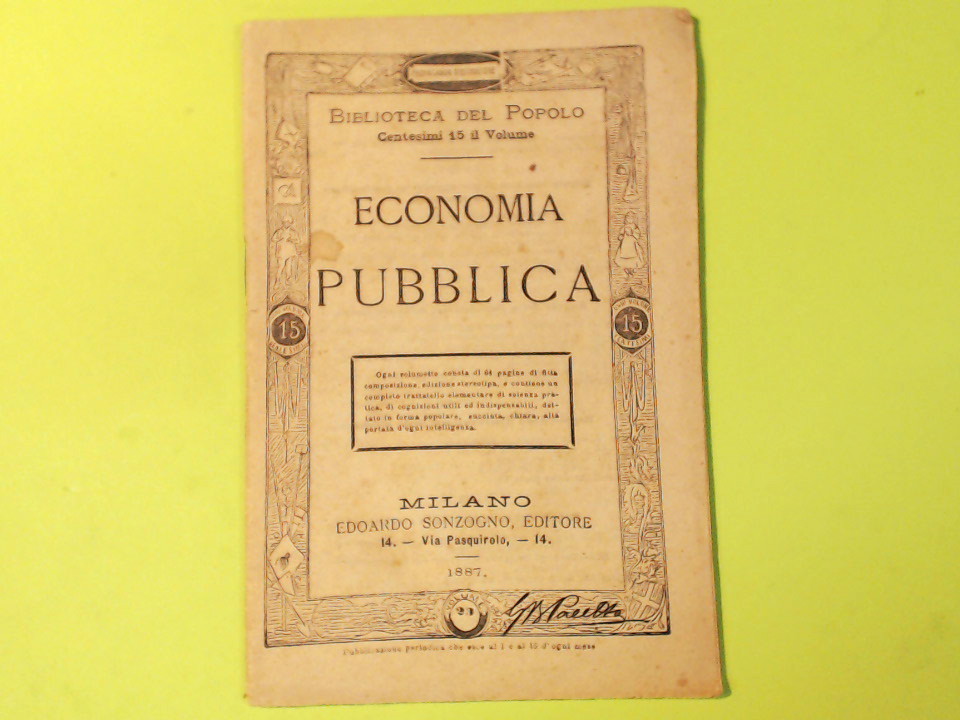 BIBLIOTECA DEL POPOLO
Centesimi 15 il Volume
ECONOMIA
PUBBLICA
15
15
Ogni volumetto consta di 64 pagine di fitta
composizione, edizione stereotipa, e contiene un
completo trattatello elementare di scienza pra-
tica, di cognizioni utili ed indispensabili, det-
tato in forma popolare, succinta, chiara, alla
portata d'ogni intelligenza.
MILANO
EDOARDO SONZOGNO, EDITORE
14. — Via Pasquirolo, — 14.
1887.
Pubblicazione periodica che esce al 1 e al 15 d'ogni mese